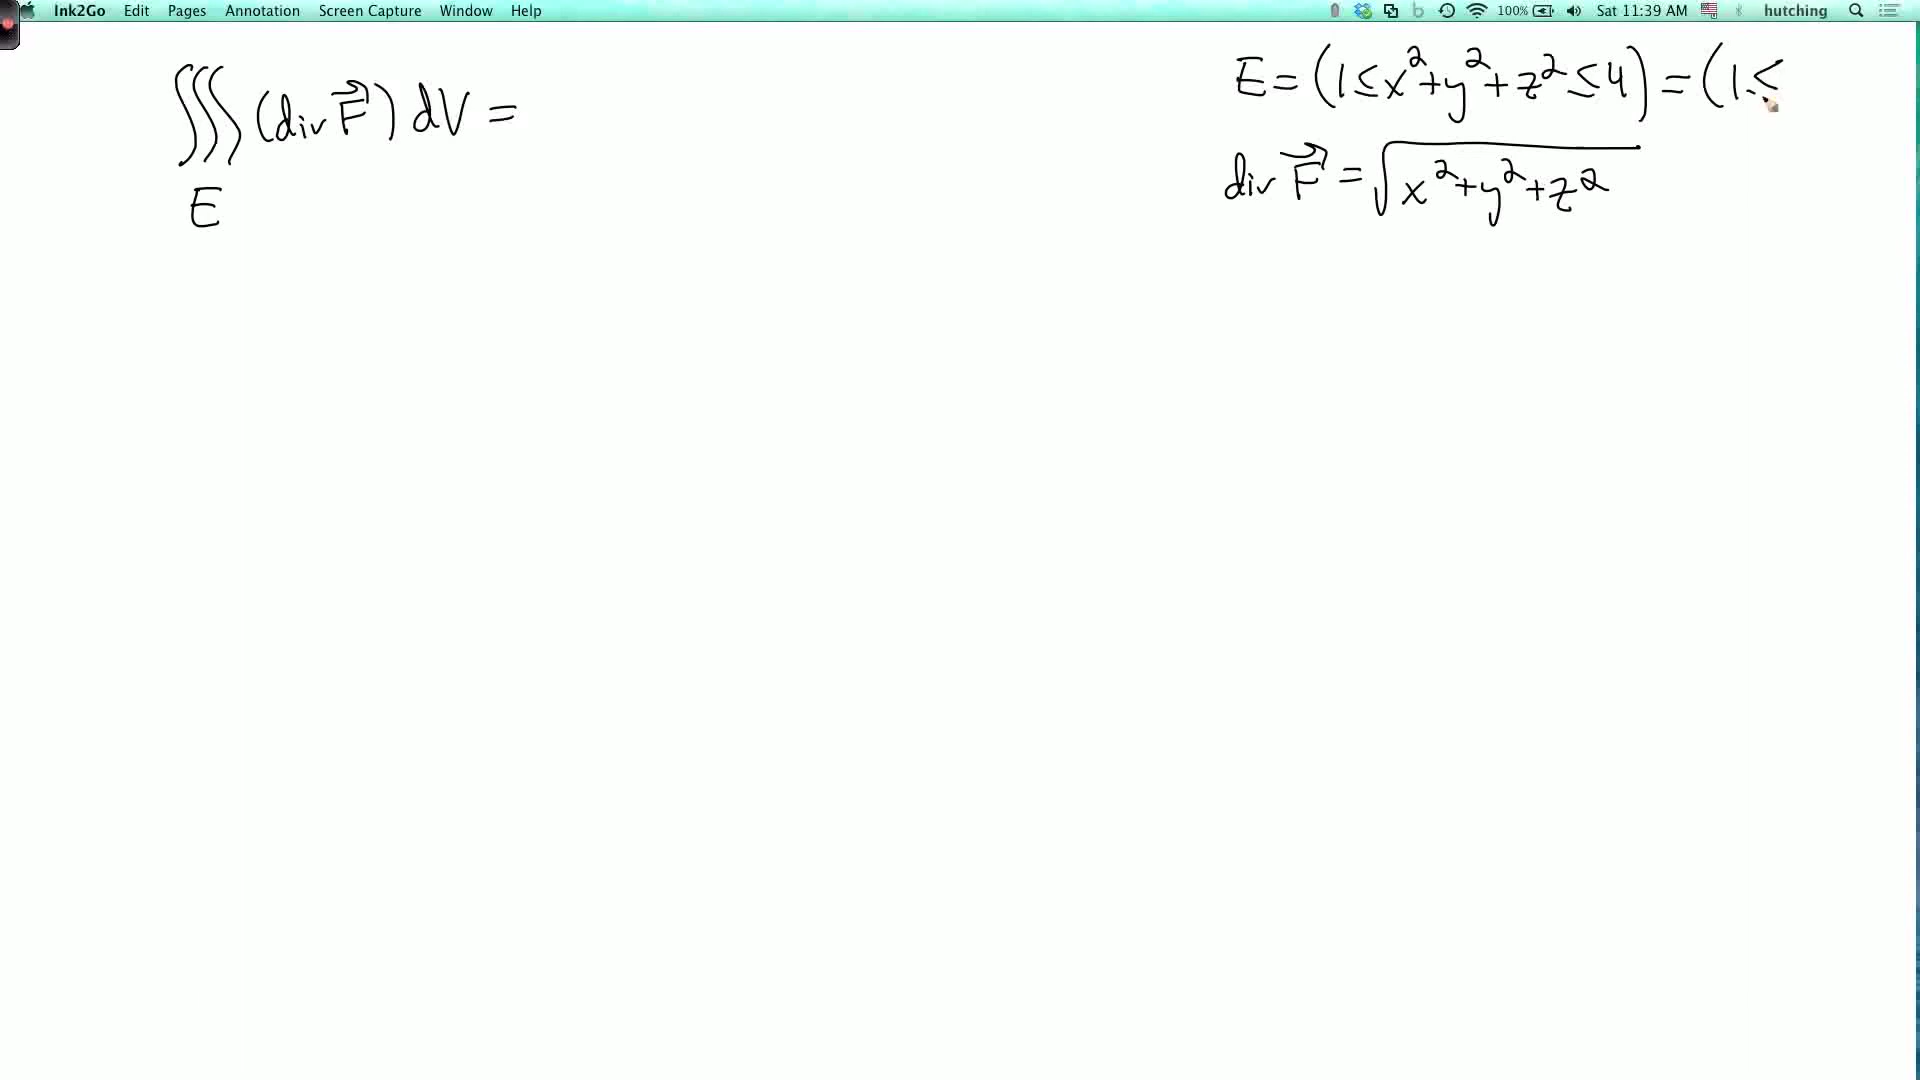 Ink2Go Edit Pages Annotation Screen Capture Window Help 100% Sat 11:39 AM hutching
∭_E (div F⃗) dV =
E = (1 ≤ x² + y² + z² ≤ 4) = (1 ≤
div F⃗ = √(x² + y² + z²)